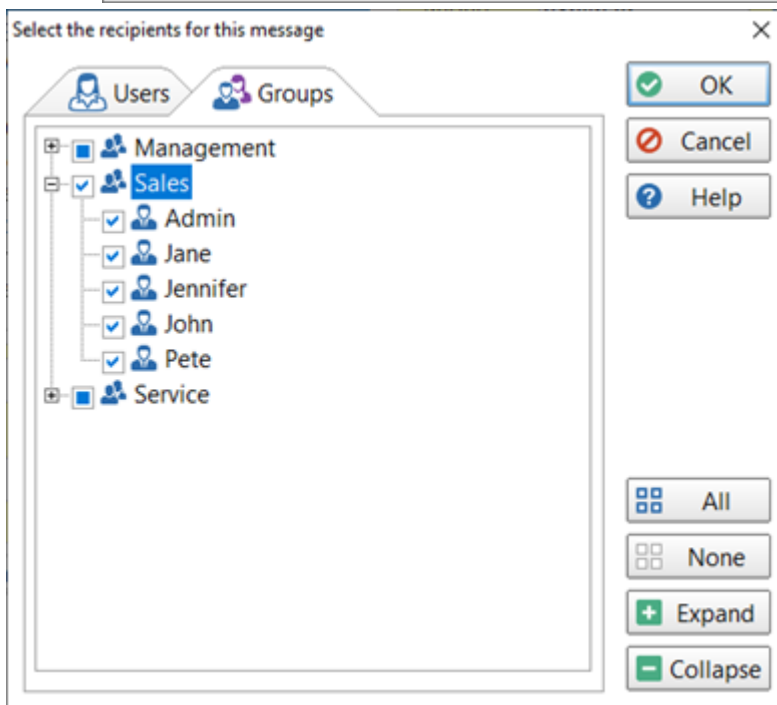 Select the recipients for this message
Users
Groups
Management
Sales
Admin
Jane
Jennifer
John
Pete
Service
OK
Cancel
Help
All
None
Expand
Collapse